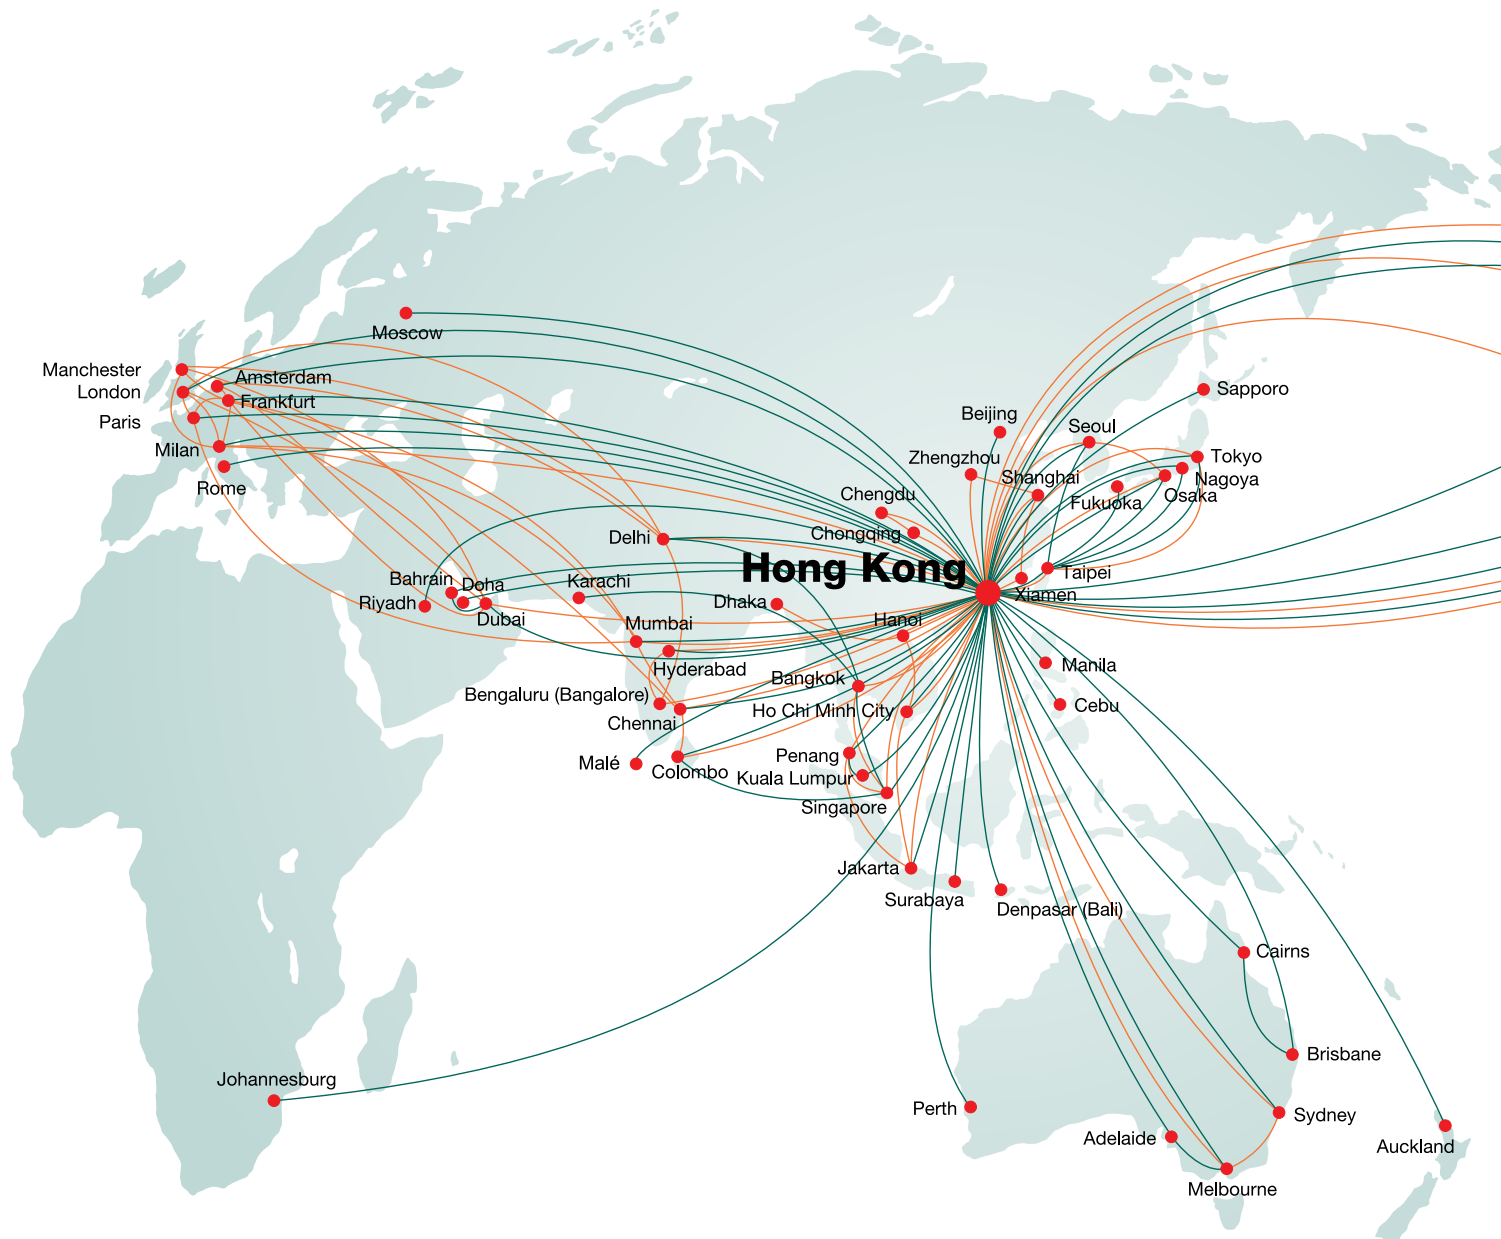 Moscow
Manchester
London
Amsterdam
Frankfurt
Paris
Milan
Rome
Sapporo
Beijing
Seoul
Zhengzhou
Shanghai
Tokyo
Nagoya
Osaka
Fukuoka
Chengdu
Chongqing
Delhi
Hong Kong
Taipei
Xiamen
Bahrain
Doha
Karachi
Riyadh
Dubai
Dhaka
Hanoi
Mumbai
Hyderabad
Manila
Bengaluru (Bangalore)
Bangkok
Chennai
Ho Chi Minh City
Cebu
Malé
Colombo
Penang
Kuala Lumpur
Singapore
Jakarta
Surabaya
Denpasar (Bali)
Cairns
Brisbane
Johannesburg
Perth
Sydney
Adelaide
Auckland
Melbourne